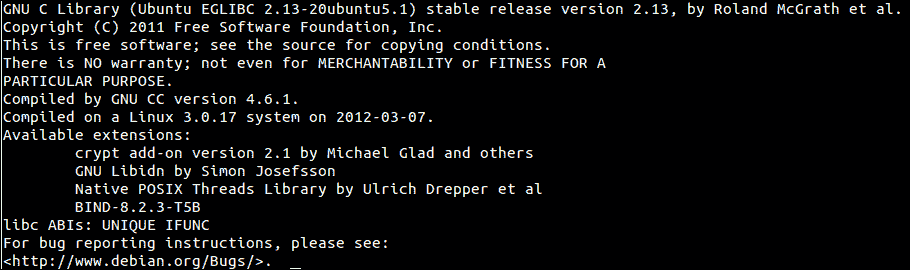 GNU C Library (Ubuntu EGLIBC 2.13-20ubuntu5.1) stable release version 2.13, by Roland McGrath et al.
Copyright (C) 2011 Free Software Foundation, Inc.
This is free software; see the source for copying conditions.
There is NO warranty; not even for MERCHANTABILITY or FITNESS FOR A
PARTICULAR PURPOSE.
Compiled by GNU CC version 4.6.1.
Compiled on a Linux 3.0.17 system on 2012-03-07.
Available extensions:
        crypt add-on version 2.1 by Michael Glad and others
        GNU Libidn by Simon Josefsson
        Native POSIX Threads Library by Ulrich Drepper et al
        BIND-8.2.3-T5B
libc ABIs: UNIQUE IFUNC
For bug reporting instructions, please see:
<http://www.debian.org/Bugs/>.